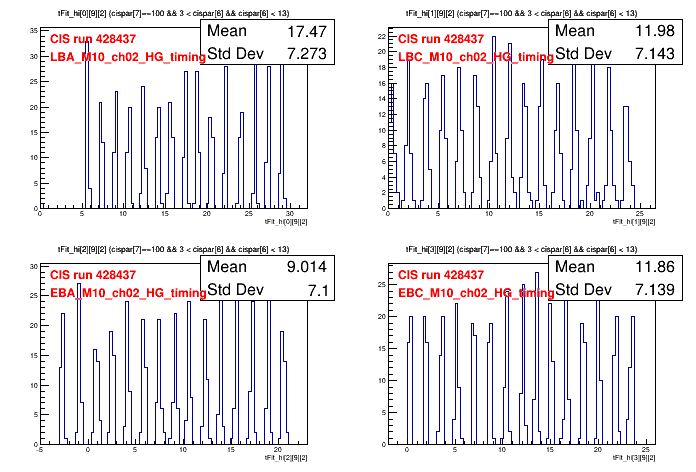 tFit_hi[0][9][2] (cispar[7]==100 && 3 < cispar[6] && cispar[6] < 13)
CIS run 428437
LBA_M10_ch02_HG_timing
Mean 17.47
Std Dev 7.273
35
30
25
20
15
10
5
0
0 5 10 15 20 25 30
tFit_hi[0][9][2]
tFit_hi[1][9][2] (cispar[7]==100 && 3 < cispar[6] && cispar[6] < 13)
CIS run 428437
LBC_M10_ch02_HG_timing
Mean 11.98
Std Dev 7.143
22
20
18
16
14
12
10
8
6
4
2
0
0 5 10 15 20 25
tFit_hi[1][9][2]
tFit_hi[2][9][2] (cispar[7]==100 && 3 < cispar[6] && cispar[6] < 13)
CIS run 428437
EBA_M10_ch02_HG_timing
Mean 9.014
Std Dev 7.1
30
25
20
15
10
5
0
-5 0 5 10 15 20
tFit_hi[2][9][2]
tFit_hi[3][9][2] (cispar[7]==100 && 3 < cispar[6] && cispar[6] < 13)
CIS run 428437
EBC_M10_ch02_HG_timing
Mean 11.86
Std Dev 7.139
25
20
15
10
5
0
0 5 10 15 20 25
tFit_hi[3][9][2]